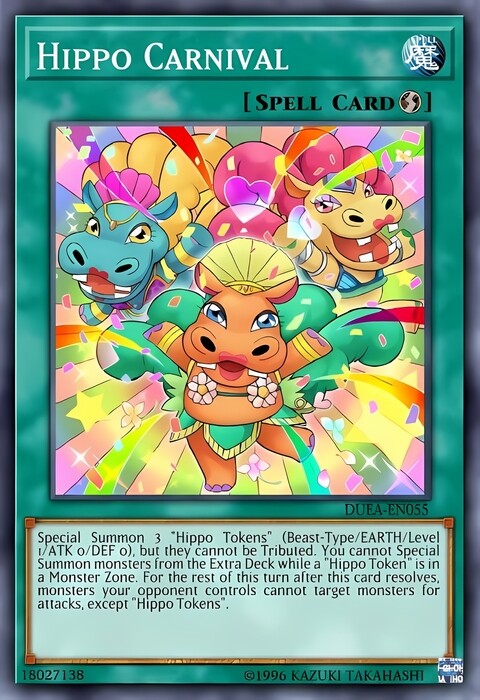 HIPPO CARNIVAL
魔
[SPELL CARD]
DUEA-EN055
Special Summon 3 "Hippo Tokens" (Beast-Type/EARTH/Level
1/ATK 0/DEF 0), but they cannot be Tributed. You cannot Special
Summon monsters from the Extra Deck while a "Hippo Token" is in
a Monster Zone. For the rest of this turn after this card resolves,
monsters your opponent controls cannot target monsters for
attacks, except "Hippo Tokens".
18027138
©1996 KAZUKI TAKAHASHI